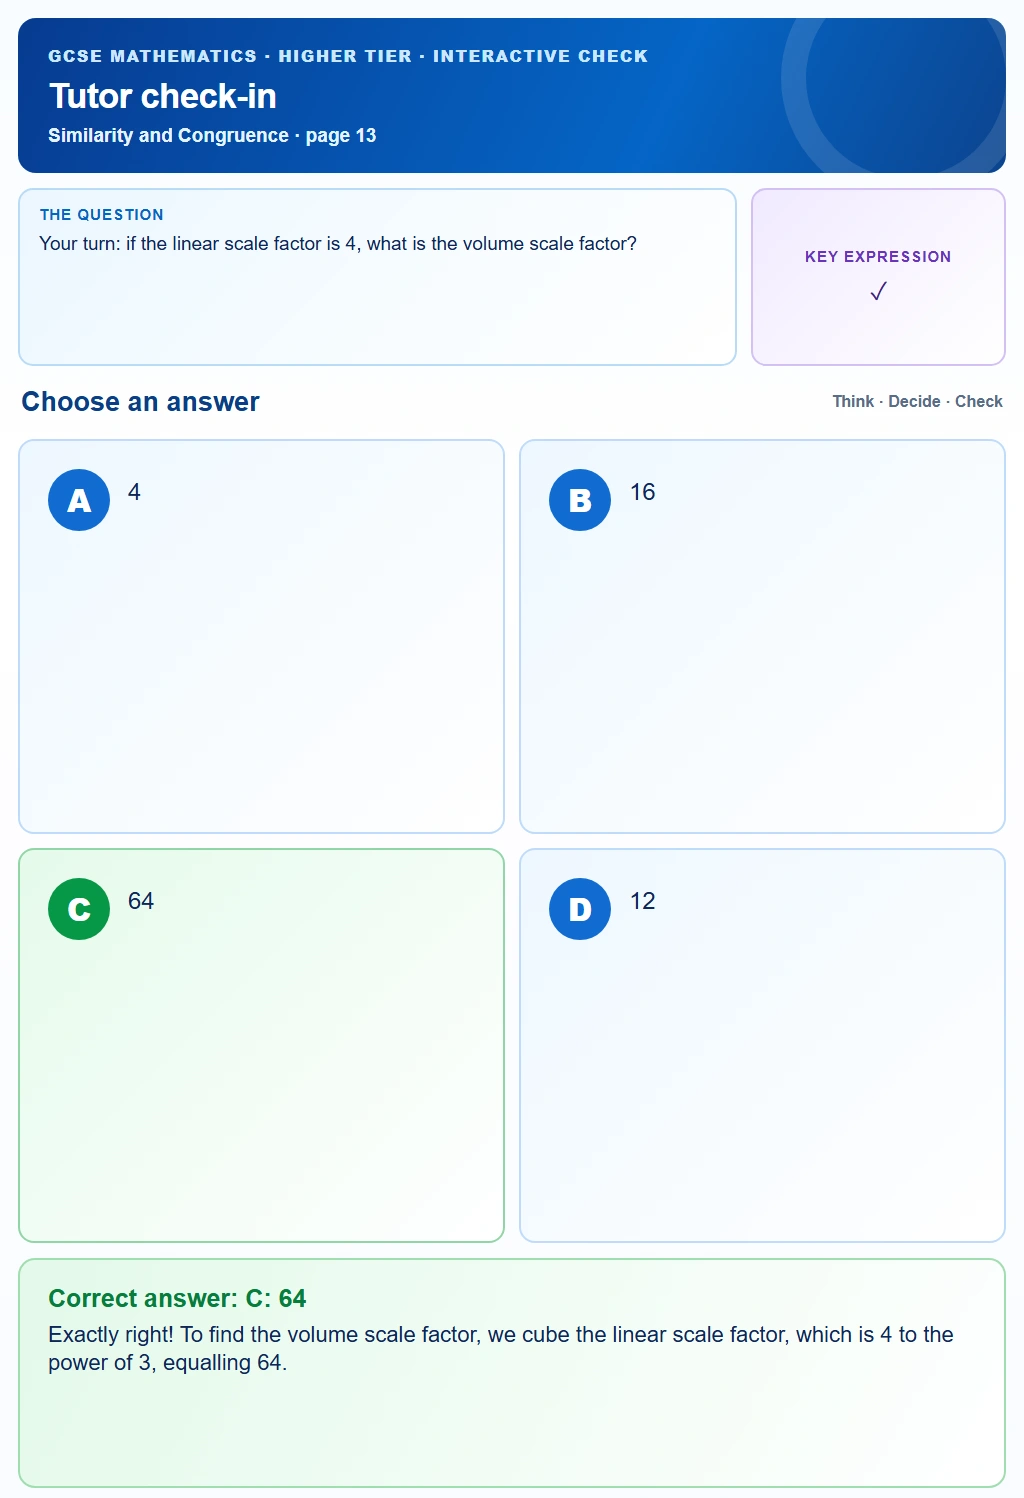 GCSE MATHEMATICS · HIGHER TIER · INTERACTIVE CHECK
Tutor check-in
Similarity and Congruence · page 13
THE QUESTION
Your turn: if the linear scale factor is 4, what is the volume scale factor?
KEY EXPRESSION
✓
Choose an answer
Think · Decide · Check
A 4
B 16
C 64
D 12
Correct answer: C: 64
Exactly right! To find the volume scale factor, we cube the linear scale factor, which is 4 to the
power of 3, equalling 64.